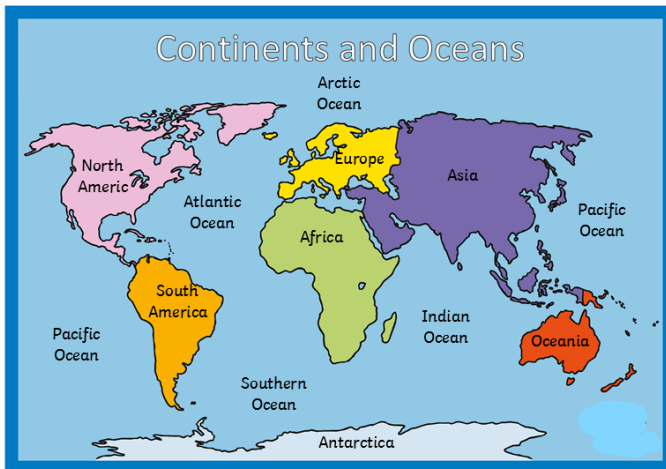 Continents and Oceans
Arctic
Ocean
North
Americ
Europe
Asia
Atlantic
Ocean
Pacific
Ocean
Africa
South
America
Indian
Ocean
Pacific
Ocean
Oceania
Southern
Ocean
Antarctica